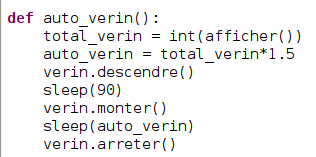 def auto_verin():
    total_verin = int(afficher())
    auto_verin = total_verin*1.5
    verin.descendre()
    sleep(90)
    verin.monter()
    sleep(auto_verin)
    verin.arreter()